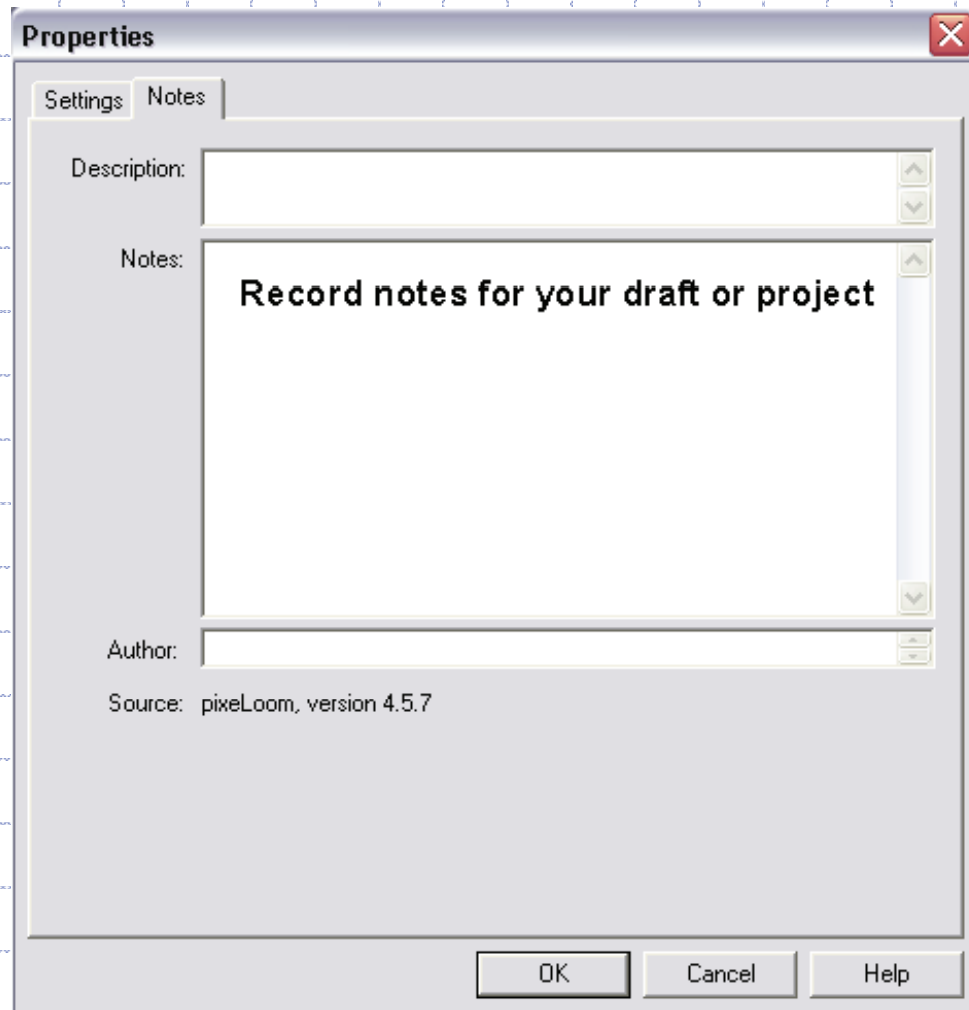 Properties
Settings Notes
Description:
Notes:
Record notes for your draft or project
Author:
Source: pixeLoom, version 4.5.7
OK Cancel Help